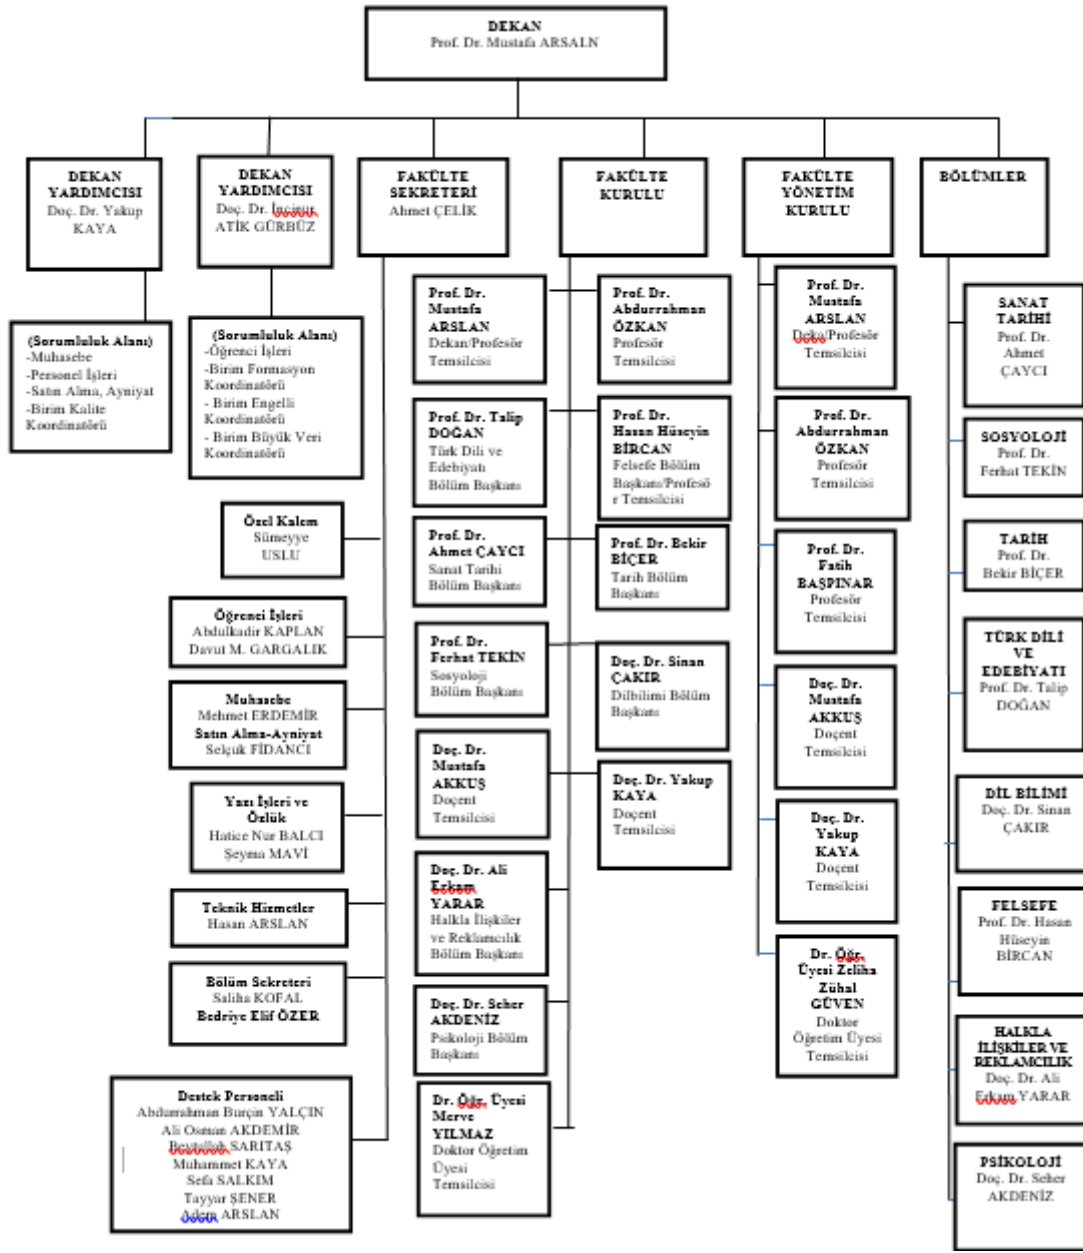 DEKAN
Prof. Dr. Mustafa ARSALN
DEKAN
YARDIMCISI
Doç. Dr. Yakup
KAYA
DEKAN
YARDIMCISI
Doç. Dr. İncinur
ATİK GÜRBÜZ
FAKÜLTE
SEKRETERİ
Ahmet ÇELİK
FAKÜLTE
KURULU
FAKÜLTE
YÖNETİM
KURULU
BÖLÜMLER
(Sorumluluk Alanı)
-Muhasebe
-Personel İşleri
-Satın Alma, Ayniyat
-Birim Kalite
Koordinatörü
(Sorumluluk Alanı)
-Öğrenci İşleri
-Birim Formasyon
Koordinatörü
- Birim Engelli
Koordinatörü
- Birim Büyük Veri
Koordinatörü
Özel Kalem
Sümeyye
USLU
Öğrenci İşleri
Abdulkadir KAPLAN
Davut M. GARGALIK
Muhasebe
Mehmet ERDEMİR
Satın Alma-Ayniyat
Selçuk FİDANCI
Yazı İşleri ve
Özlük
Hatice Nur BALCI
Şeyma MAVİ
Teknik Hizmetler
Hasan ARSLAN
Bölüm Sekreteri
Saliha KOFAL
Bedriye Elif ÖZER
Destek Personeli
Abdurrahman Burçin YALÇIN
Ali Osman AKDEMİR
Beytullah SARITAŞ
Muhammet KAYA
Sefa SALKIM
Tayyar ŞENER
Adem ARSLAN
Prof. Dr.
Mustafa
ARSLAN
Dekan/Profesör
Temsilcisi
Prof. Dr. Talip
DOĞAN
Türk Dili ve
Edebiyatı
Bölüm Başkanı
Prof. Dr.
Ahmet ÇAYCI
Sanat Tarihi
Bölüm Başkanı
Prof. Dr.
Ferhat TEKİN
Sosyoloji
Bölüm Başkanı
Doç. Dr.
Mustafa
AKKUŞ
Doçent
Temsilcisi
Doç. Dr. Ali
Erkam
YARAR
Halkla İlişkiler
ve Reklamcılık
Bölüm Başkanı
Doç. Dr. Seher
AKDENİZ
Psikoloji Bölüm
Başkanı
Dr. Öğr. Üyesi
Merve
YILMAZ
Doktor Öğretim
Üyesi
Temsilcisi
Prof. Dr.
Abdurrahman
ÖZKAN
Profesör
Temsilcisi
Prof. Dr.
Hasan Hüseyin
BİRCAN
Felsefe Bölüm
Başkanı/Profesö
r Temsilcisi
Prof. Dr. Bekir
BİÇER
Tarih Bölüm
Başkanı
Doç. Dr. Sinan
ÇAKIR
Dilbilimi Bölüm
Başkanı
Doç. Dr. Yakup
KAYA
Doçent
Temsilcisi
Prof. Dr.
Mustafa
ARSLAN
Deka/Profesör
Temsilcisi
Prof. Dr.
Abdurrahman
ÖZKAN
Profesör
Temsilcisi
Prof. Dr.
Fatih
BAŞPINAR
Profesör
Temsilcisi
Doç. Dr.
Mustafa
AKKUŞ
Doçent
Temsilcisi
Doç. Dr.
Yakup
KAYA
Doçent
Temsilcisi
Dr. Öğr.
Üyesi Zeliha
Zühal
GÜVEN
Doktor
Öğretim Üyesi
Temsilcisi
SANAT
TARİHİ
Prof. Dr.
Ahmet
ÇAYCI
SOSYOLOJİ
Prof. Dr.
Ferhat TEKİN
TARİH
Prof. Dr.
Bekir BİÇER
TÜRK DİLİ
VE
EDEBİYATI
Prof. Dr. Talip
DOĞAN
DİL BİLİMİ
Doç. Dr. Sinan
ÇAKIR
FELSEFE
Prof. Dr. Hasan
Hüseyin
BİRCAN
HALKLA
İLİŞKİLER VE
REKLAMCILIK
Doç. Dr. Ali
Erkam YARAR
PSİKOLOJİ
Doç. Dr. Seher
AKDENİZ